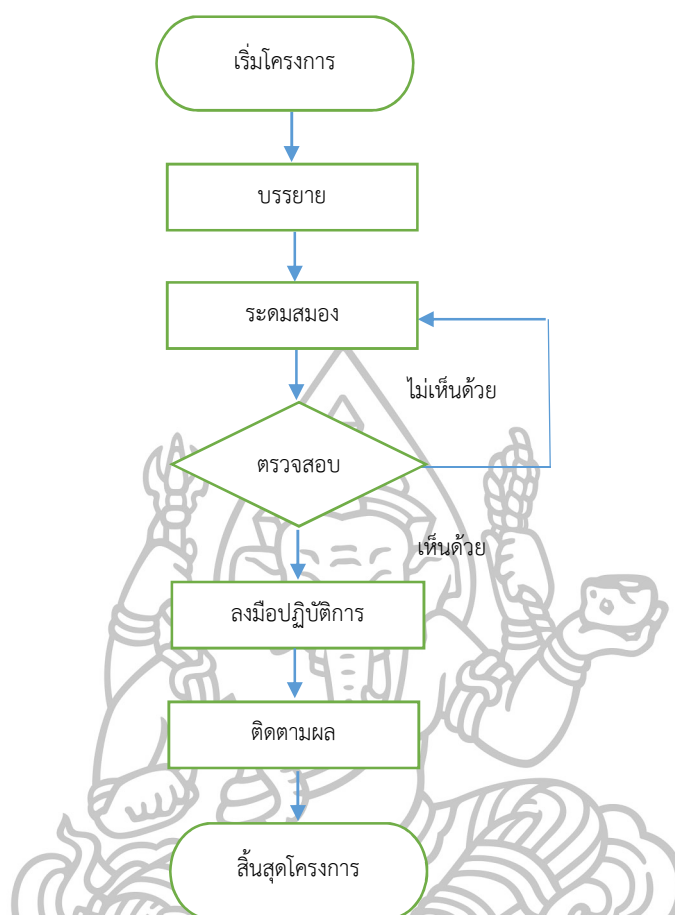 เริ่มโครงการ
บรรยาย
ระดมสมอง
ไม่เห็นด้วย
ตรวจสอบ
เห็นด้วย
ลงมือปฏิบัติการ
ติดตามผล
สิ้นสุดโครงการ